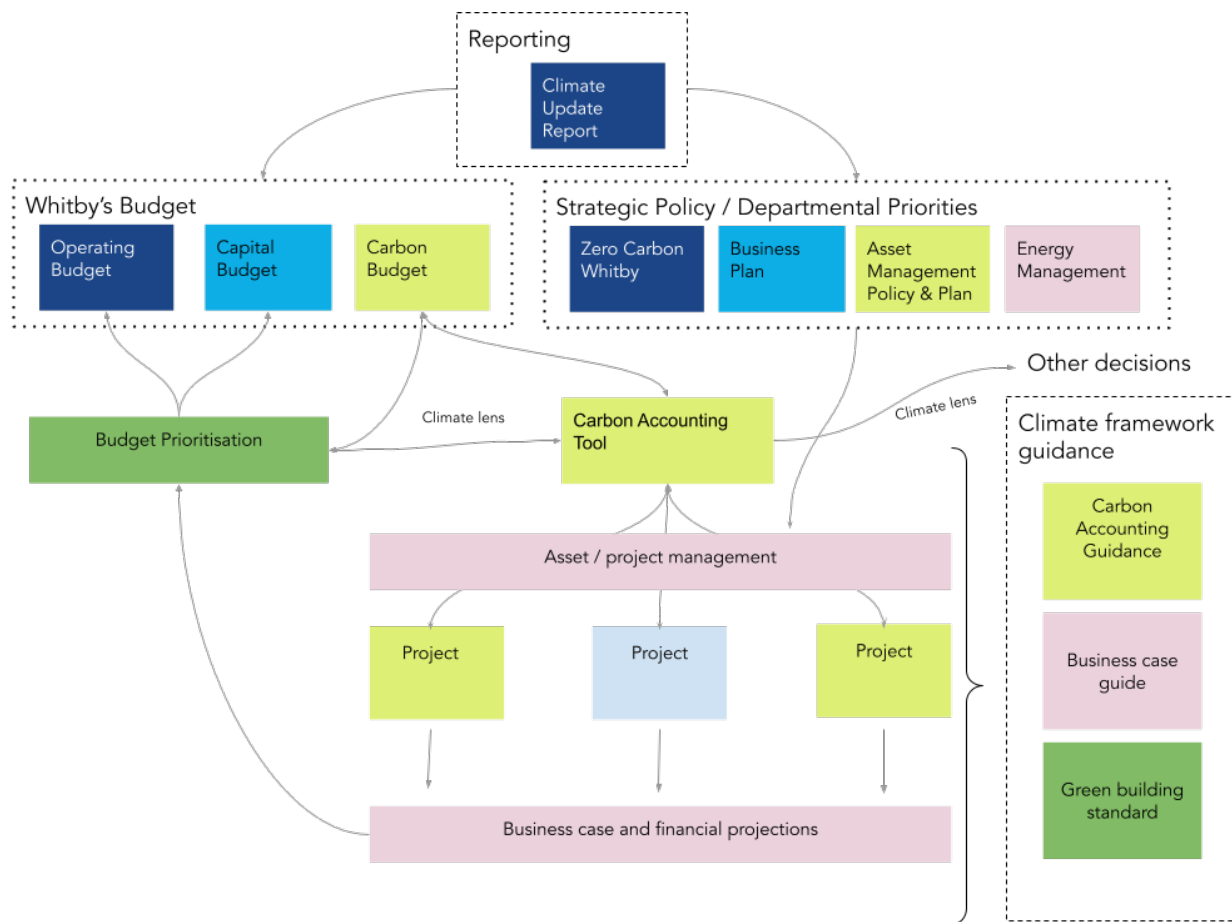 Reporting
Climate
Update
Report
Whitby's Budget
Operating
Budget
Capital
Budget
Carbon
Budget
Strategic Policy / Departmental Priorities
Zero Carbon
Whitby
Business
Plan
Asset
Management
Policy & Plan
Energy
Management
Other decisions
Climate lens
Budget Prioritisation
Climate lens
Carbon Accounting
Tool
Asset / project management
Project
Project
Project
Business case and financial projections
Climate framework
guidance
Carbon
Accounting
Guidance
Business case
guide
Green building
standard